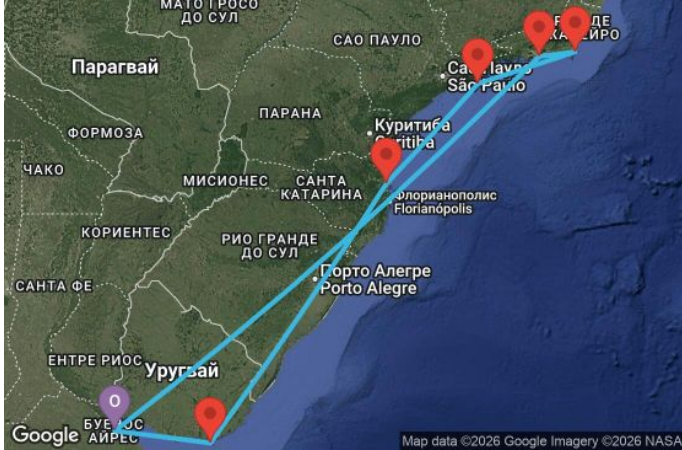 МАТО ГРОСО
ДО СУЛ
САО ПАУЛО
Парагвай
São Paulo
ПАРАНА
ФОРМОЗА
Куритиба
Curitiba
ЧАКО
МИСИОНЕС
САНТА
КАТАРИНА
Флорианополис
Florianópolis
КОРИЕНТЕС
РИО ГРАНДЕ
ДО СУЛ
Порто Алегре
Porto Alegre
САНТА ФЕ
ЕНТРЕ РИОС
Уругвай
O
БУЕНОС
АЙРЕС
Google
Map data ©2026 Google Imagery ©2026 NASA